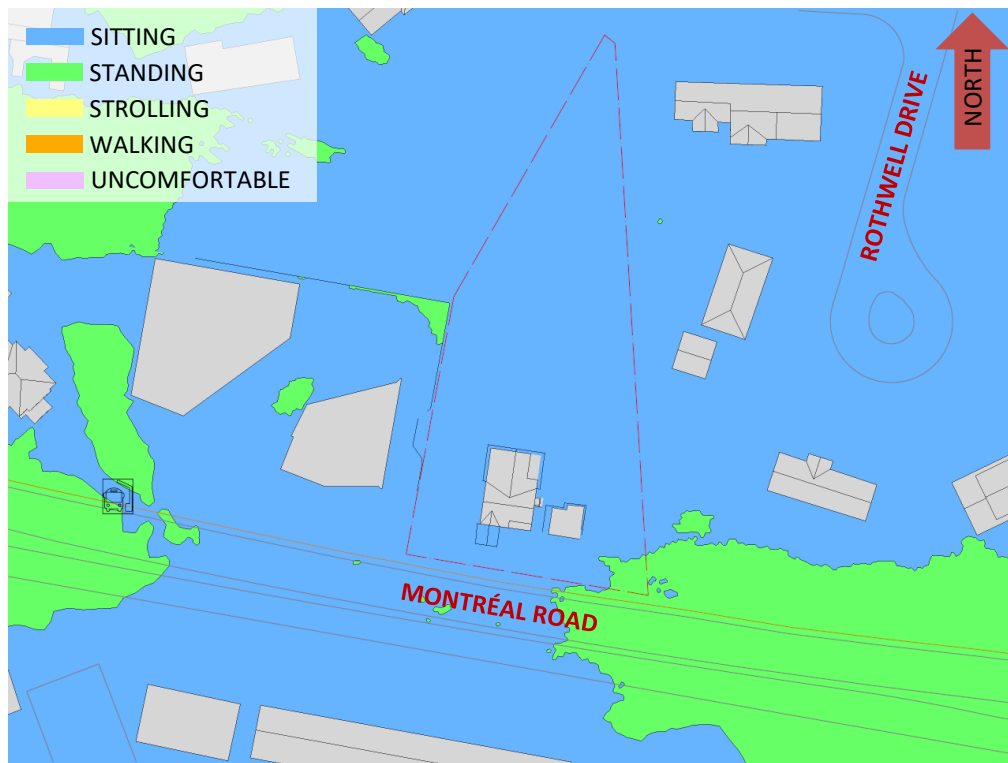 SITTING
STANDING
STROLLING
WALKING
UNCOMFORTABLE
NORTH
ROTHWELL DRIVE
MONTRÉAL ROAD